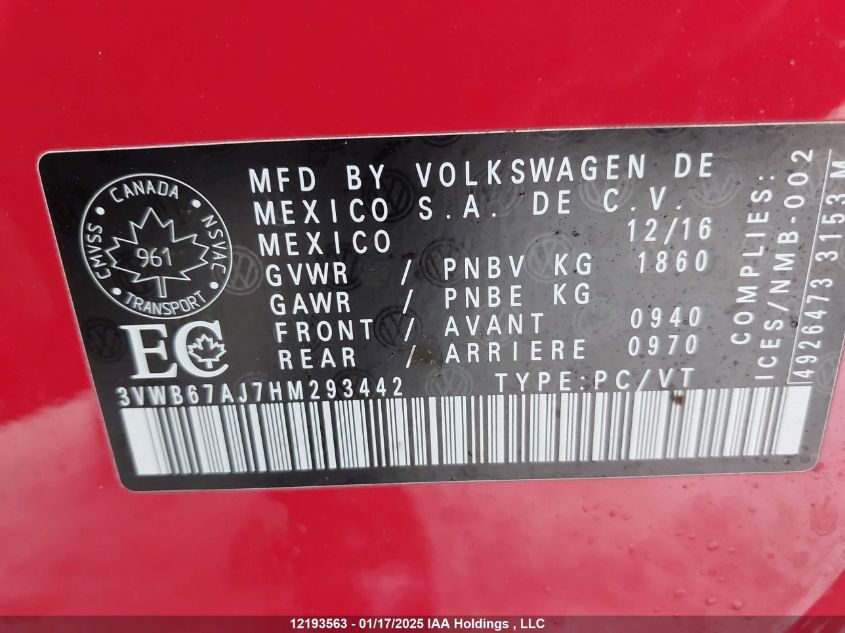 CANADA
CMVSS
NSVAC
961
TRANSPORT
EC
MFD BY VOLKSWAGEN DE
MEXICO S.A. DE C.V.
MEXICO 12/16
GVWR / PNBV KG 1860
GAWR / PNBE KG
FRONT / AVANT 0940
REAR / ARRIERE 0970
3VWB67AJ7HM293442 TYPE:PC/VT
COMPLIES:
ICES/NMB-002
4926473 3153 M
12193563 - 01/17/2025 IAA Holdings , LLC